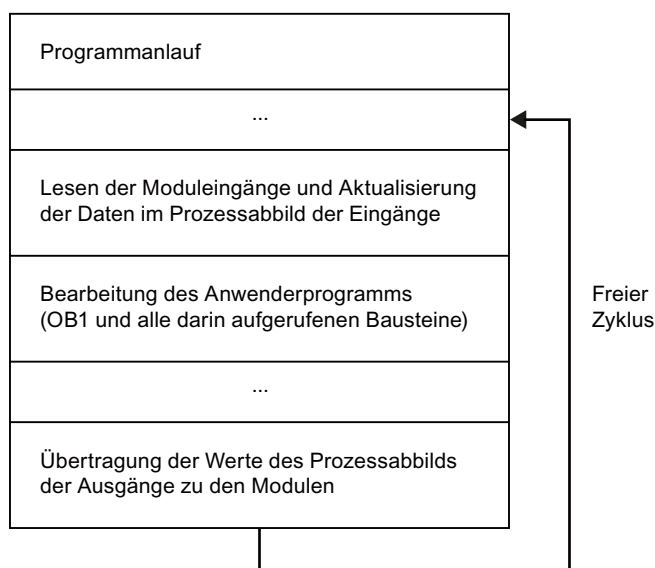 Programmanlauf
...
Lesen der Moduleingänge und Aktualisierung
der Daten im Prozessabbild der Eingänge
Bearbeitung des Anwenderprogramms
(OB1 und alle darin aufgerufenen Bausteine)
Freier
Zyklus
...
Übertragung der Werte des Prozessabbilds
der Ausgänge zu den Modulen